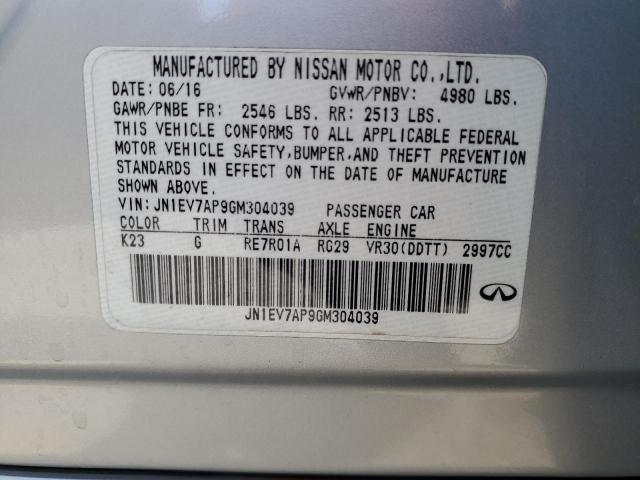 MANUFACTURED BY NISSAN MOTOR CO.,LTD.
DATE: 06/16 GVWR/PNBV: 4980 LBS.
GAWR/PNBE FR: 2546 LBS. RR: 2513 LBS.
THIS VEHICLE CONFORMS TO ALL APPLICABLE FEDERAL
MOTOR VEHICLE SAFETY,BUMPER,AND THEFT PREVENTION
STANDARDS IN EFFECT ON THE DATE OF MANUFACTURE
SHOWN ABOVE.
VIN: JN1EV7AP9GM304039 PASSENGER CAR
COLOR TRIM TRANS AXLE ENGINE
K23 G RE7R01A RG29 VR30(DDTT) 2997CC
JN1EV7AP9GM304039